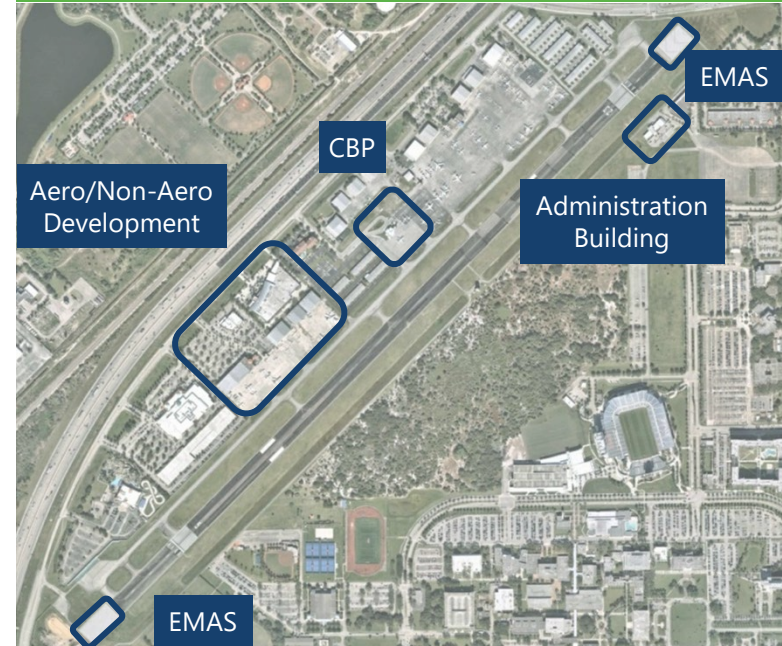 EMAS
CBP
Aero/Non-Aero
Development
Administration
Building
EMAS